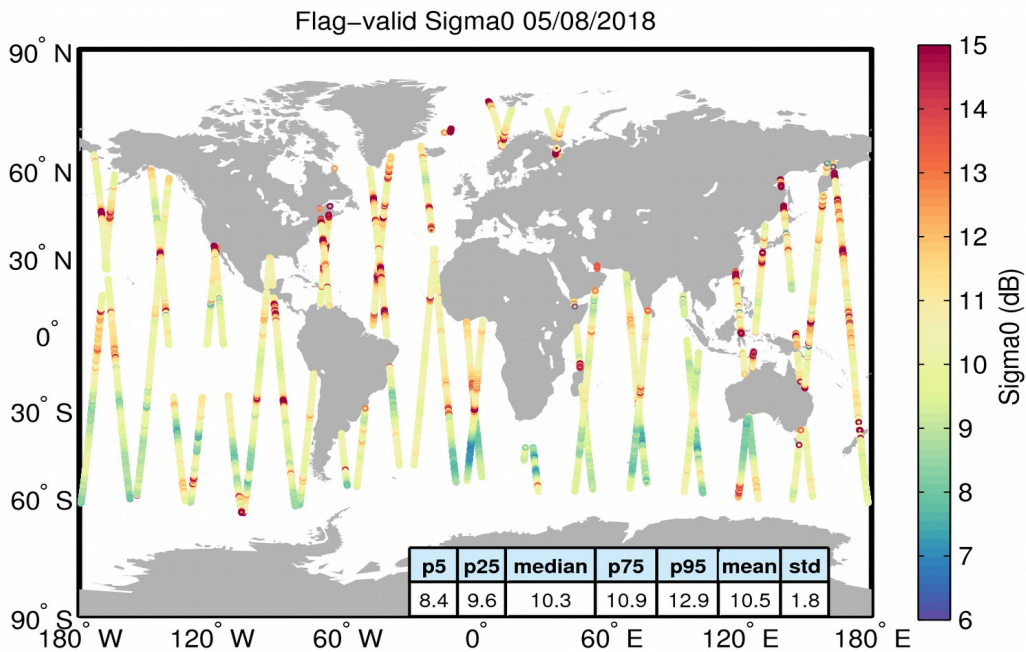 Flag−valid Sigma0 05/08/2018
90° N
60° N
30° N
0°
30° S
60° S
90° S
180° W
120° W
60° W
0°
60° E
120° E
180° E
p5 p25 median p75 p95 mean std
8.4 9.6 10.3 10.9 12.9 10.5 1.8
15
14
13
12
11
10
9
8
7
6
Sigma0 (dB)